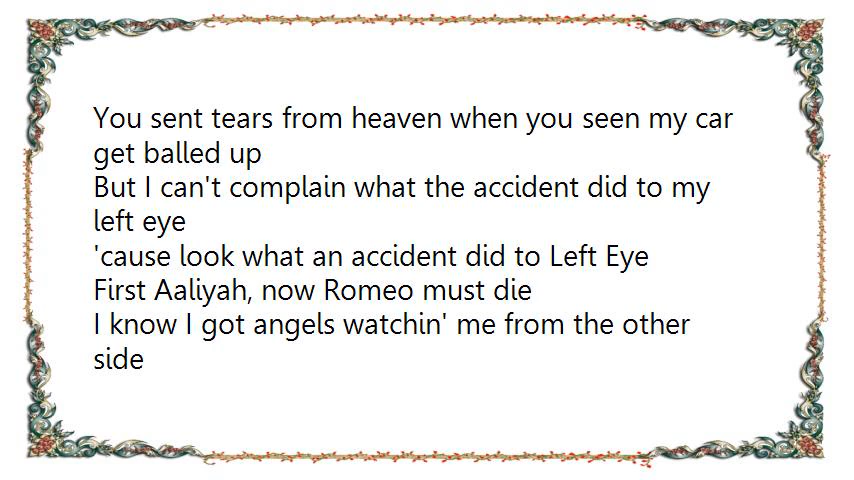 You sent tears from heaven when you seen my car
get balled up
But I can't complain what the accident did to my
left eye
'cause look what an accident did to Left Eye
First Aaliyah, now Romeo must die
I know I got angels watchin' me from the other
side